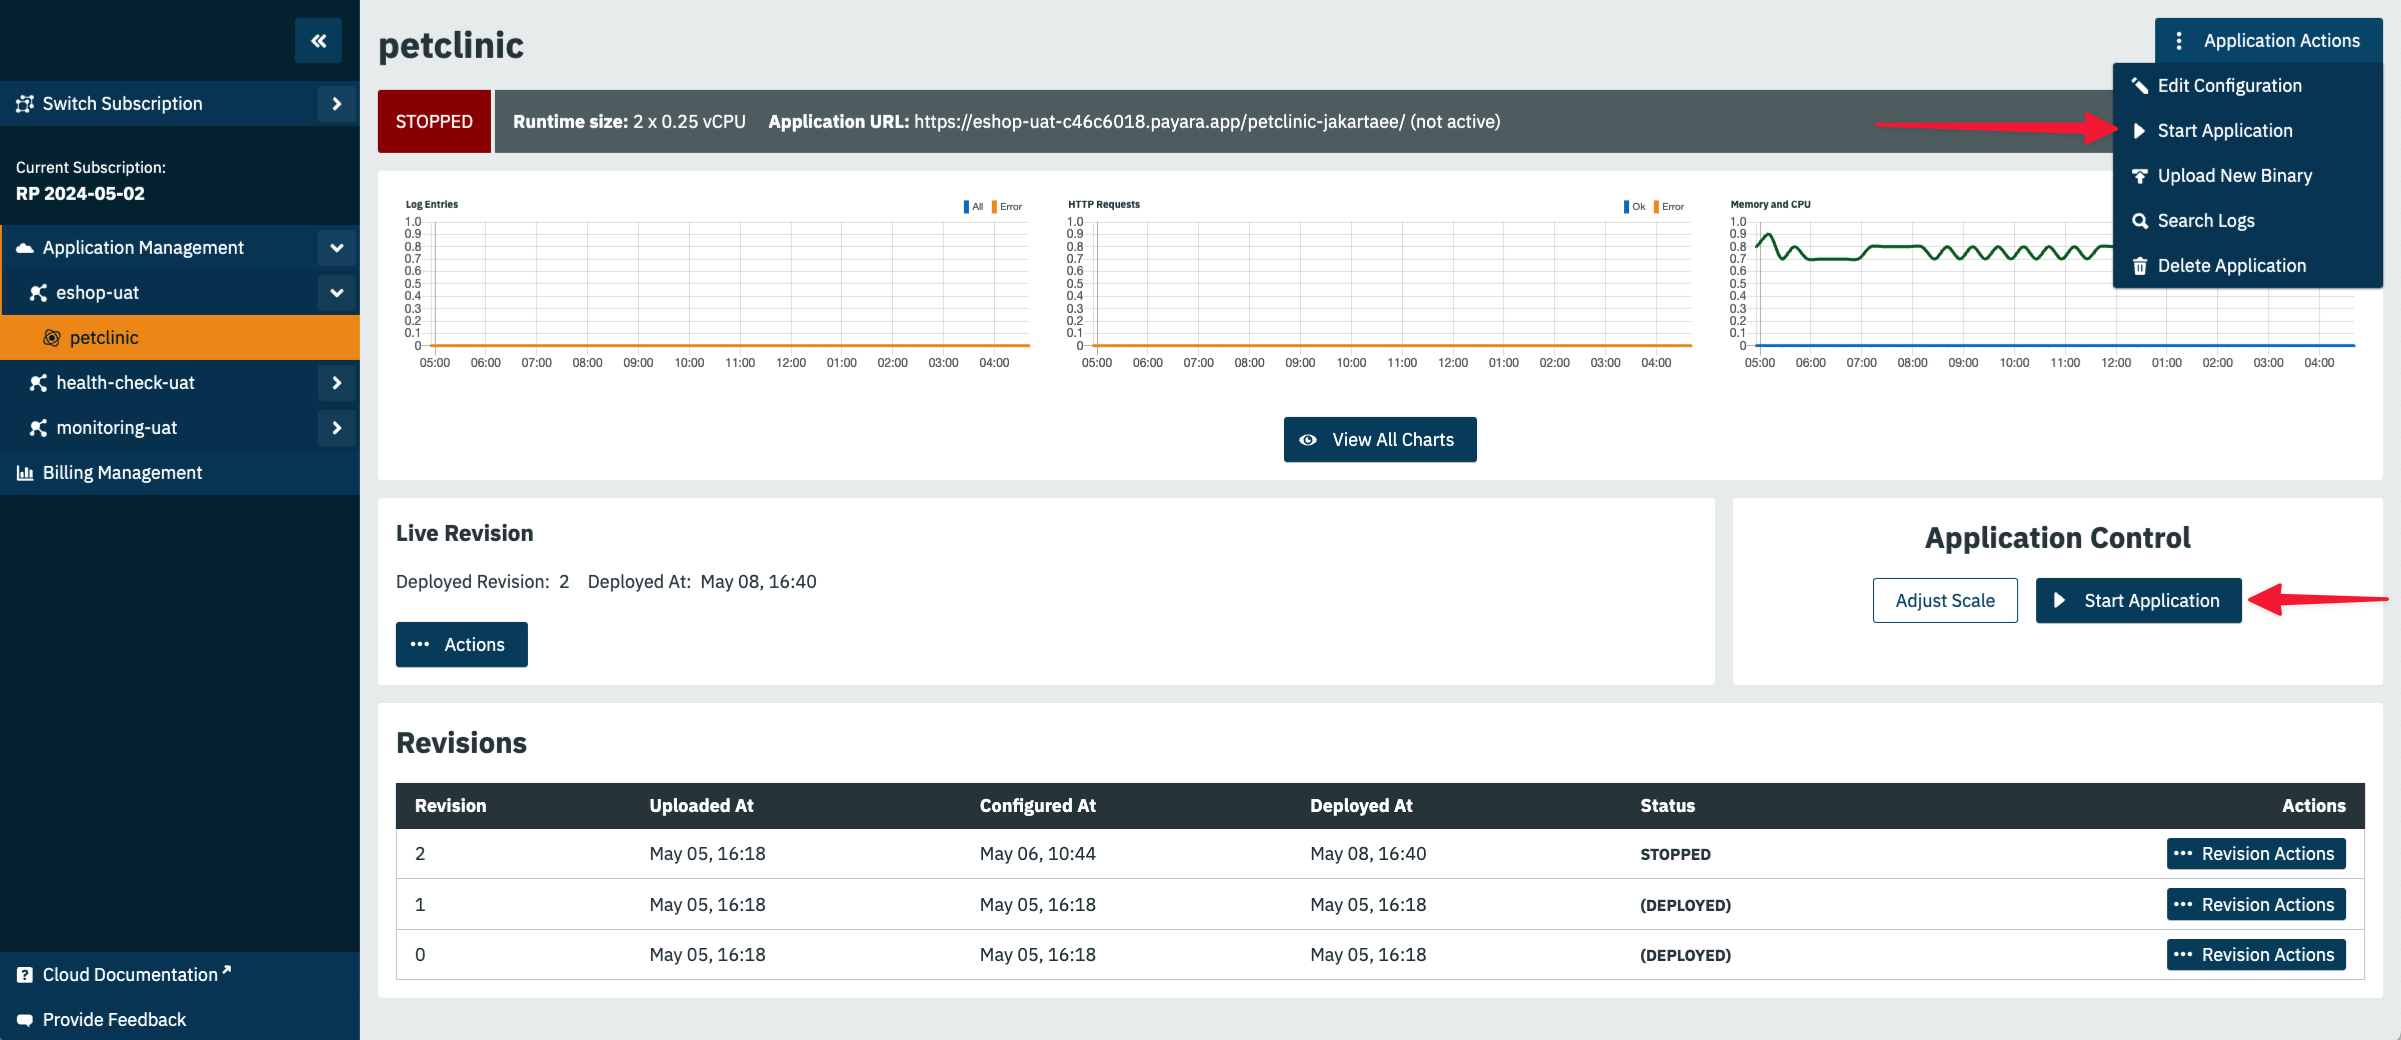 petclinic
Application Actions
Edit Configuration
Start Application
Upload New Binary
Search Logs
Delete Application
Switch Subscription
Current Subscription:
RP 2024-05-02
Application Management
eshop-uat
petclinic
health-check-uat
monitoring-uat
Billing Management
Cloud Documentation
Provide Feedback
STOPPED Runtime size: 2 x 0.25 vCPU Application URL: https://eshop-uat-c46c6018.payara.app/petclinic-jakartaee/ (not active)
Log Entries All Error
1.0
0.9
0.8
0.7
0.6
0.5
0.4
0.3
0.2
0.1
0
05:00 06:00 07:00 08:00 09:00 10:00 11:00 12:00 01:00 02:00 03:00 04:00
HTTP Requests Ok Error
1.0
0.9
0.8
0.7
0.6
0.5
0.4
0.3
0.2
0.1
0
05:00 06:00 07:00 08:00 09:00 10:00 11:00 12:00 01:00 02:00 03:00 04:00
Memory and CPU
1.0
0.9
0.8
0.7
0.6
0.5
0.4
0.3
0.2
0.1
0
05:00 06:00 07:00 08:00 09:00 10:00 11:00 12:00 01:00 02:00 03:00 04:00
View All Charts
Live Revision
Deployed Revision: 2 Deployed At: May 08, 16:40
Actions
Application Control
Adjust Scale Start Application
Revisions
Revision Uploaded At Configured At Deployed At Status Actions
2 May 05, 16:18 May 06, 10:44 May 08, 16:40 STOPPED Revision Actions
1 May 05, 16:18 May 05, 16:18 May 05, 16:18 (DEPLOYED) Revision Actions
0 May 05, 16:18 May 05, 16:18 May 05, 16:18 (DEPLOYED) Revision Actions